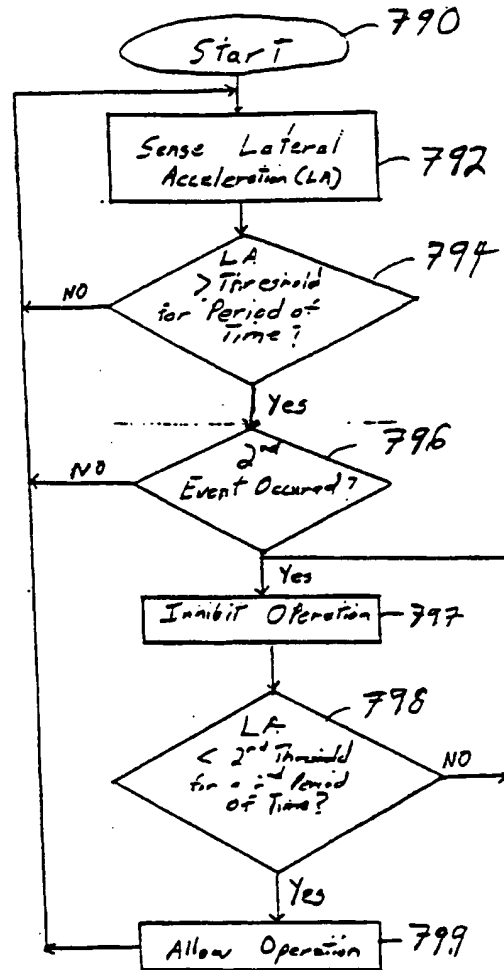 790
Start
Sense Lateral
Acceleration (LA)
792
LA
> Threshold
for Period of
Time?
794
NO
Yes
2nd
Event Occured?
796
NO
Yes
Inhibit Operation
797
LA
< 2nd Threshold
for a 2nd Period
of Time?
798
NO
Yes
Allow Operation
799